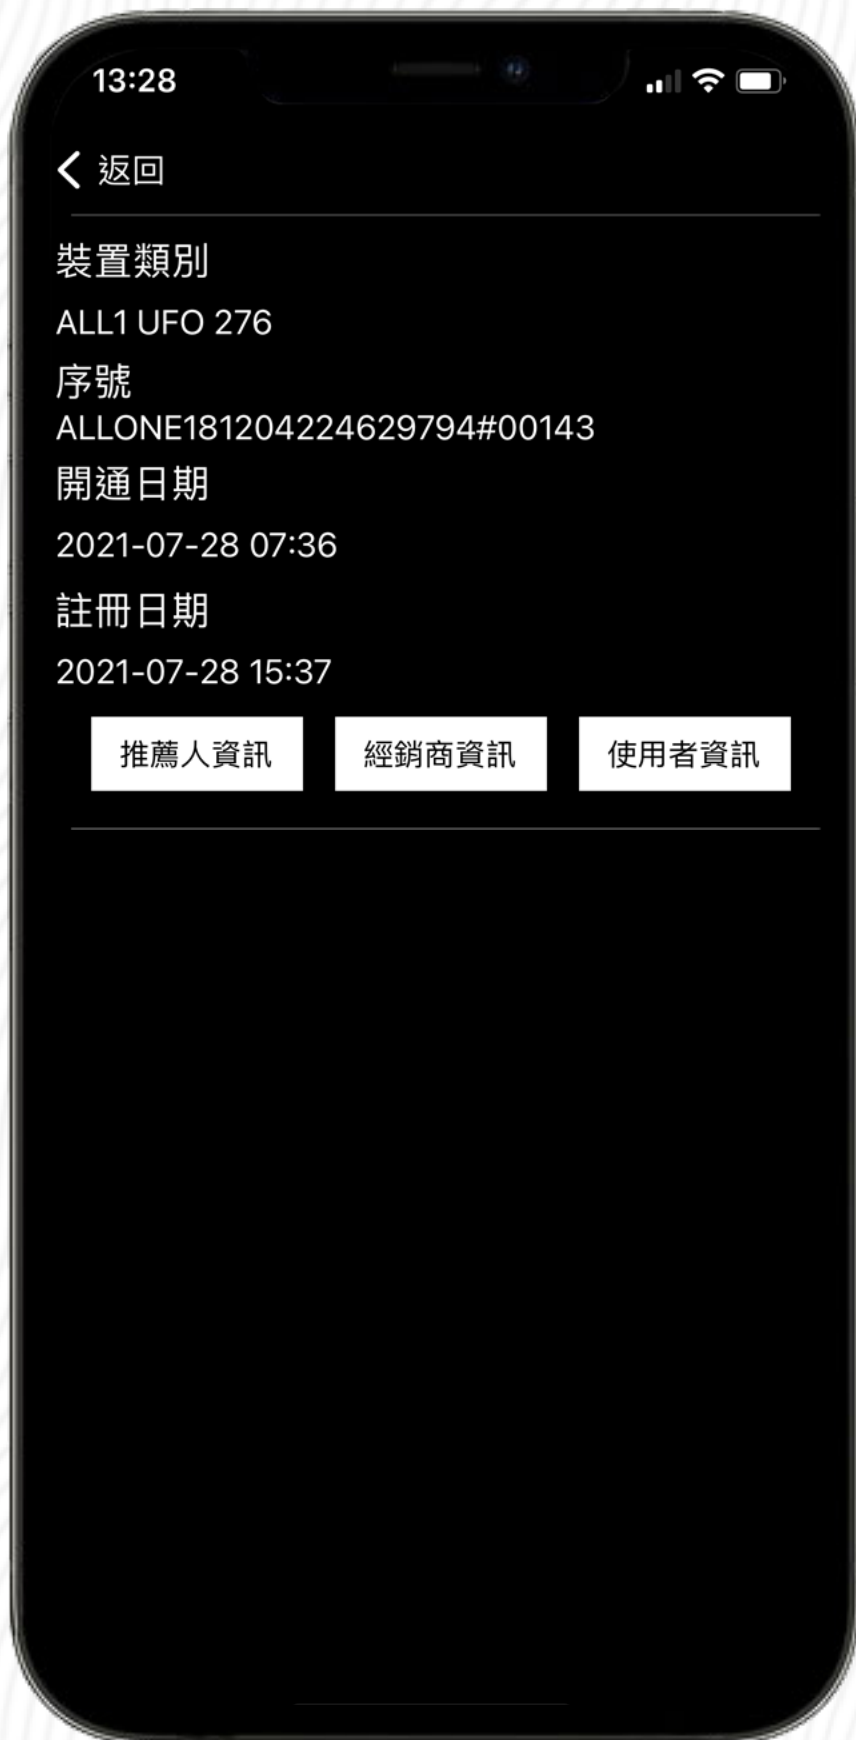 13:28
返回
裝置類別
ALL1 UFO 276
序號
ALLONE181204224629794#00143
開通日期
2021-07-28 07:36
註冊日期
2021-07-28 15:37
推薦人資訊 經銷商資訊 使用者資訊